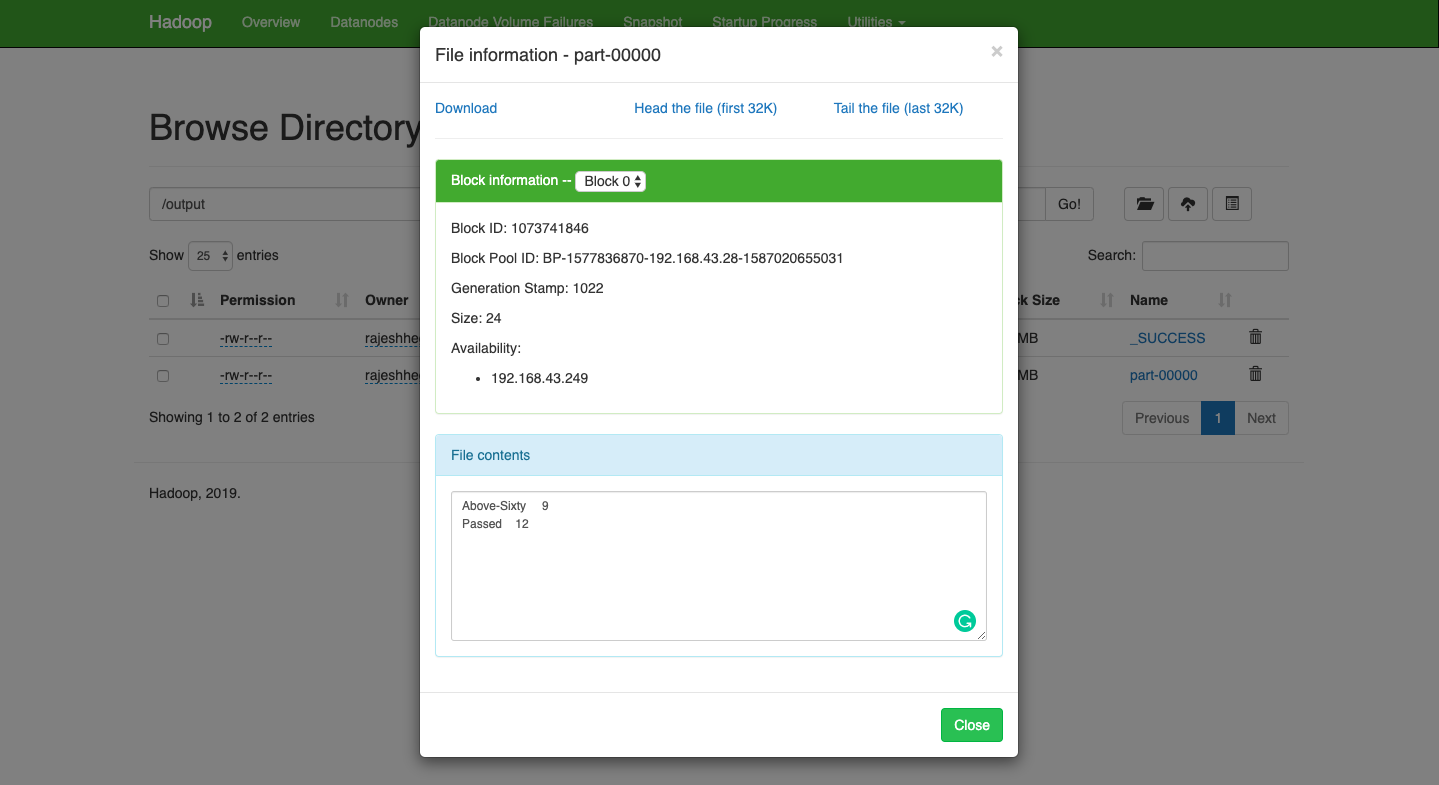 Hadoop Overview Datanodes Datanode Volume Failures Snapshot Startup Progress Utilities
File information - part-00000 ×
Download Head the file (first 32K) Tail the file (last 32K)
Browse Directory
Block information -- Block 0
/output Go!
Block ID: 1073741846
Show 25 entries Search:
Block Pool ID: BP-1577836870-192.168.43.28-1587020655031
Generation Stamp: 1022
Permission Owner Size Name
Size: 24
-rw-r--r-- MB _SUCCESS
Availability:
-rw-r--r-- MB part-00000
• 192.168.43.249
Showing 1 to 2 of 2 entries Previous 1 Next
File contents
Hadoop, 2019.
Above-Sixty 9
Passed 12
Close